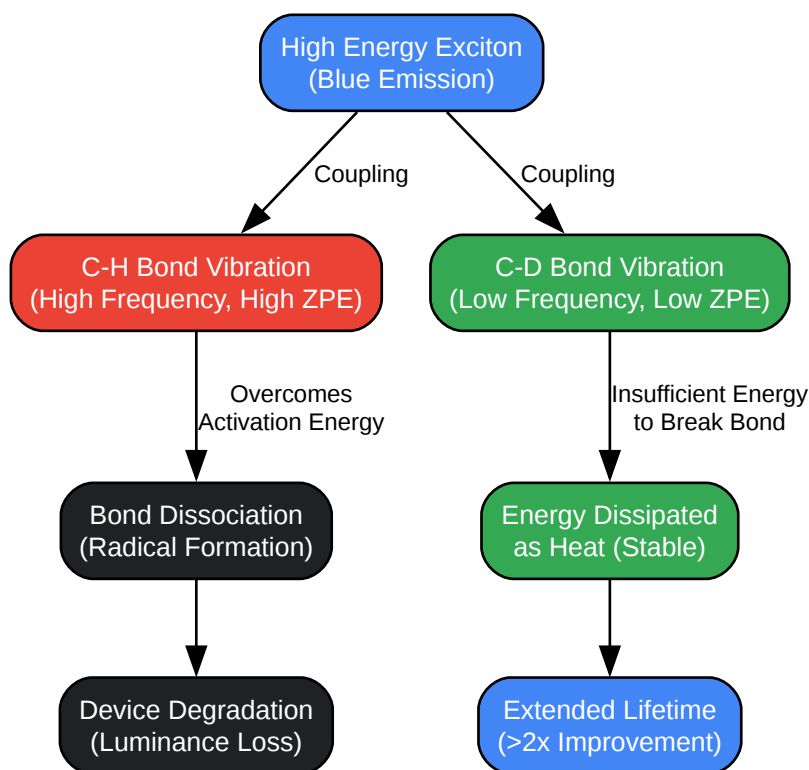 High Energy Exciton
(Blue Emission)
Coupling
Coupling
C-H Bond Vibration
(High Frequency, High ZPE)
C-D Bond Vibration
(Low Frequency, Low ZPE)
Overcomes
Activation Energy
Insufficient Energy
to Break Bond
Bond Dissociation
(Radical Formation)
Energy Dissipated
as Heat (Stable)
Device Degradation
(Luminance Loss)
Extended Lifetime
(>2x Improvement)